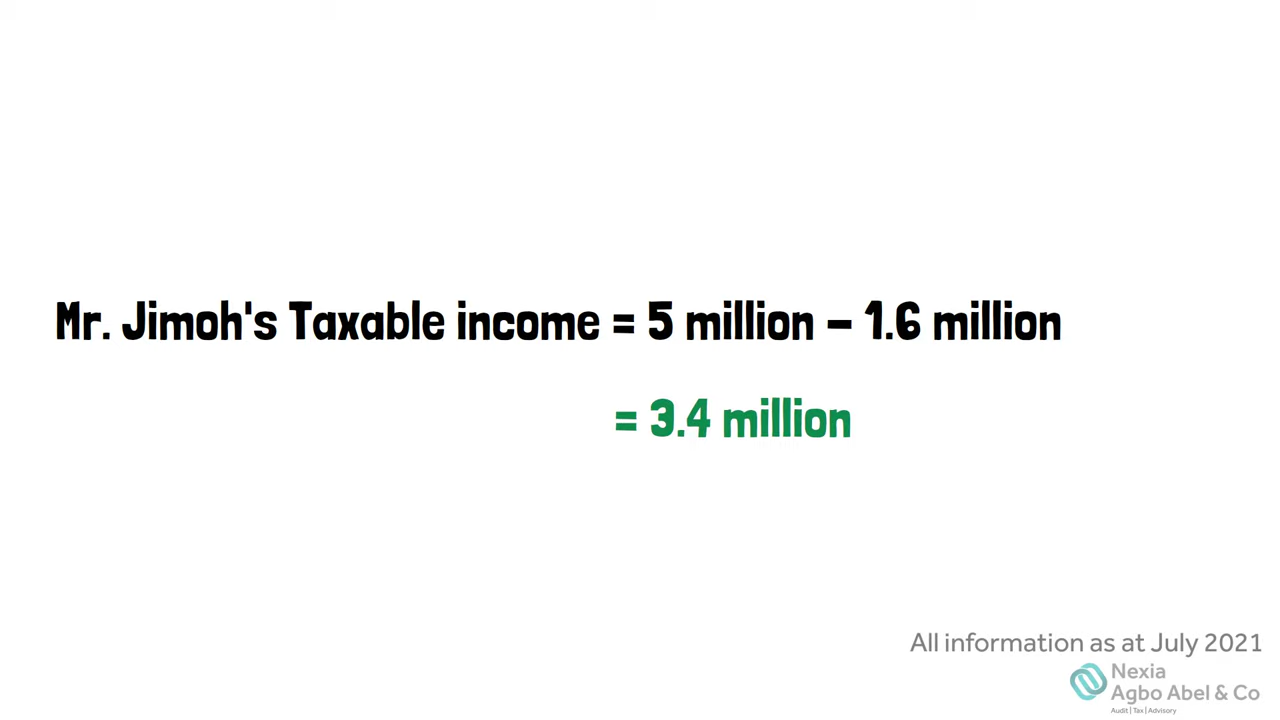 Mr. Jimoh's Taxable income = 5 million – 1.6 million
= 3.4 million
All information as at July 2021
Nexia
Agbo Abel & Co
Audit | Tax | Advisory